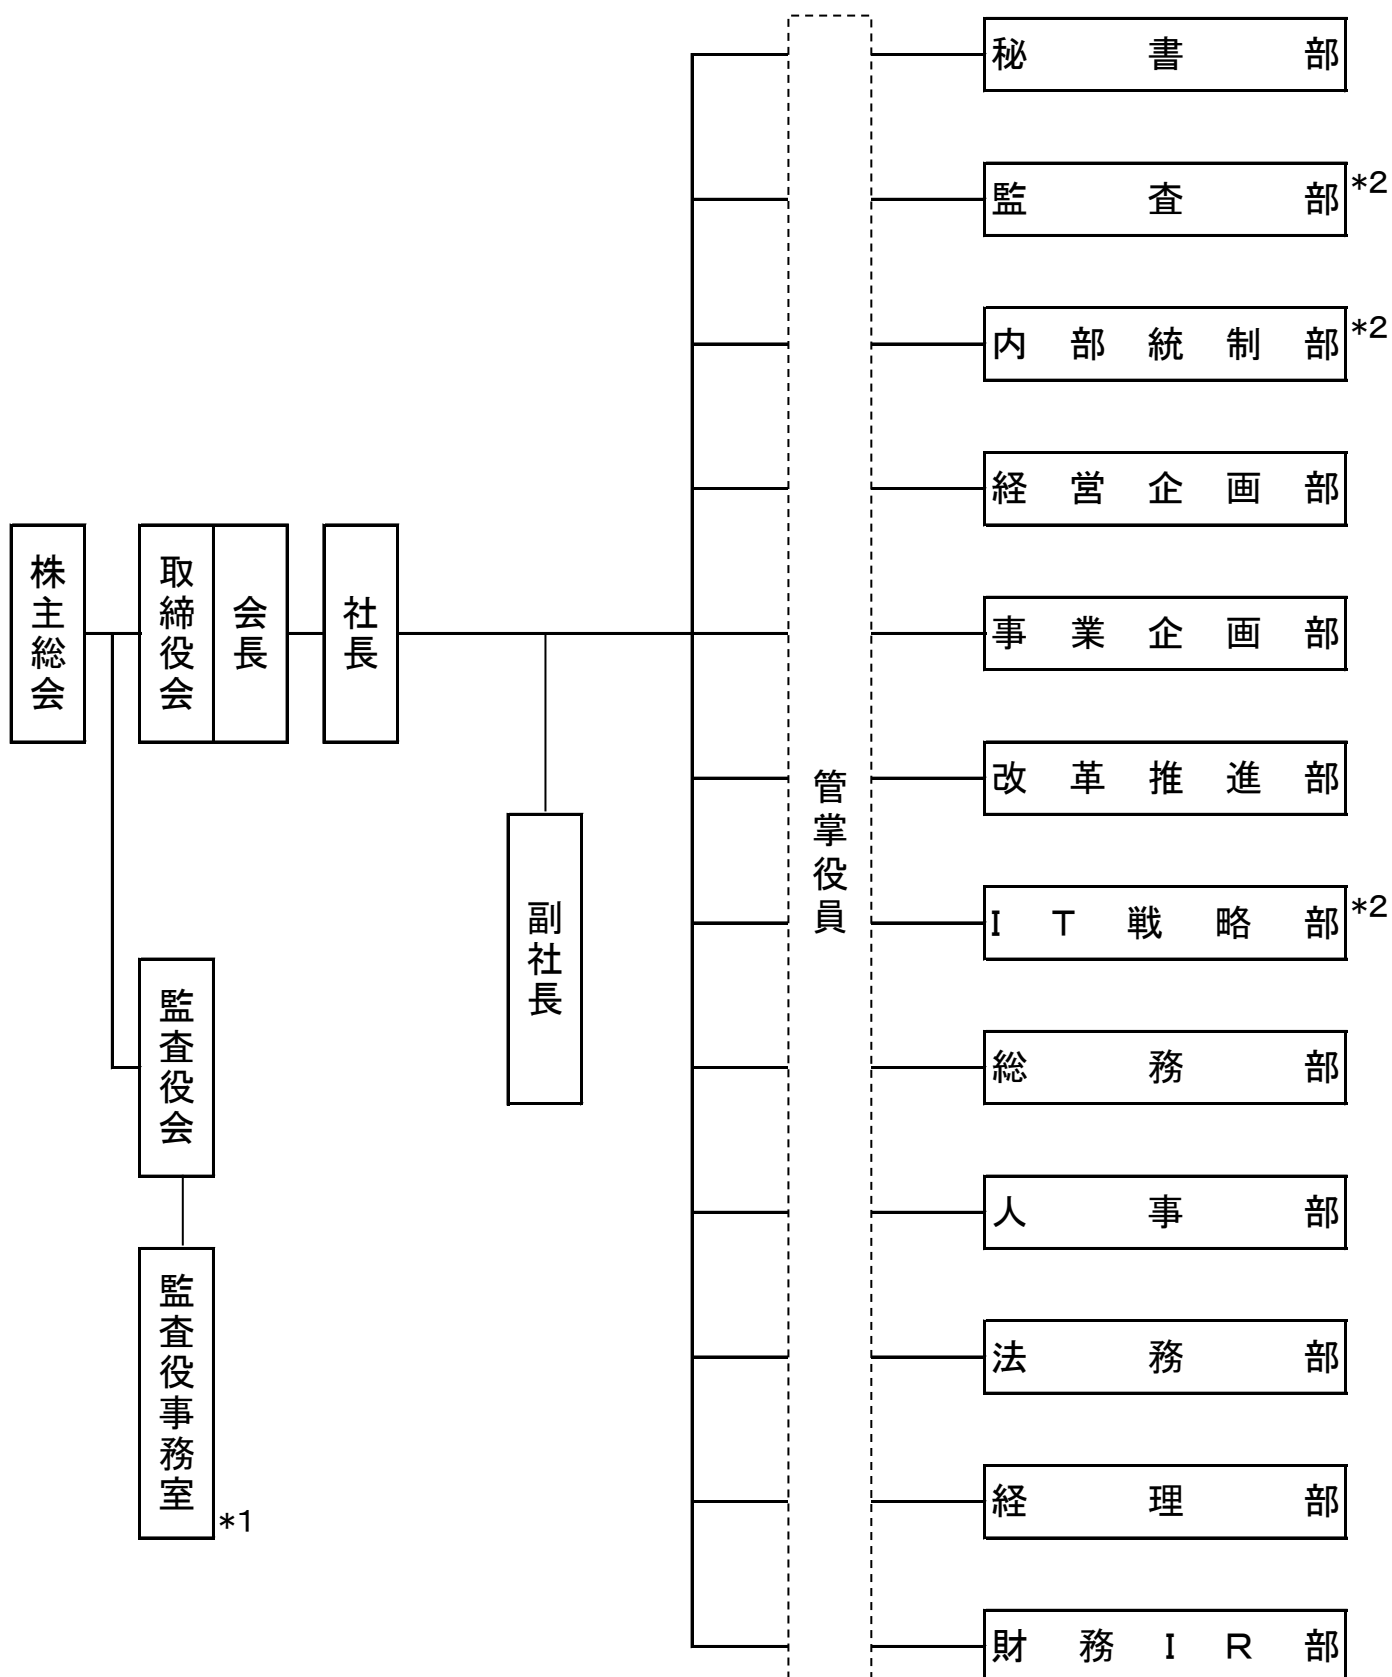 株主総会
取締役会
会長
社長
副社長
監査役会
監査役事務室
*1
管掌役員
秘書部
監査部
*2
内部統制部
*2
経営企画部
事業企画部
改革推進部
IT戦略部
*2
総務部
人事部
法務部
経理部
財務IR部